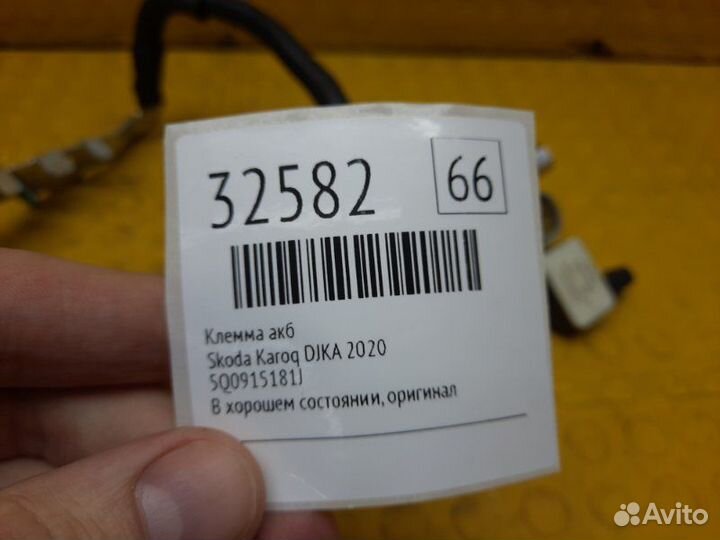 32582
66
Клемма акб
Skoda Karoq DJKA 2020
5Q0915181J
В хорошем состоянии, оригинал
Avito